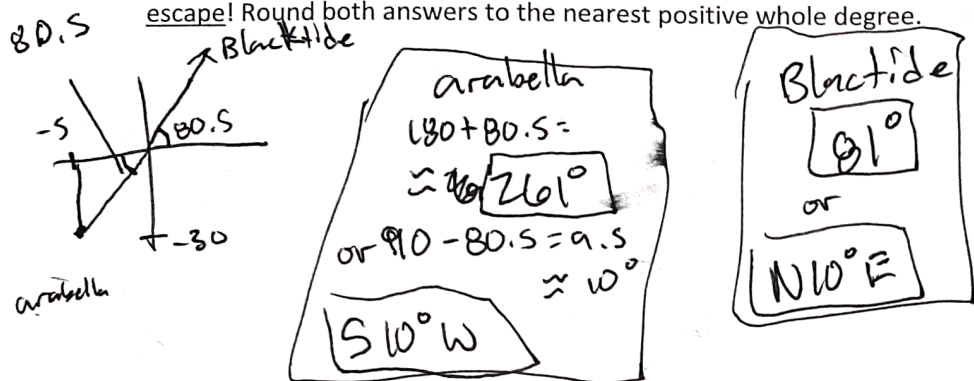 escape! Round both answers to the nearest positive whole degree.
80.5
Blacktide
-5
80.5
-30
arabella
arabella
180+80.5=
≈ 261°
or 90-80.5=9.5
≈ 10°
S10°W
Blactide
81°
or
N10°E